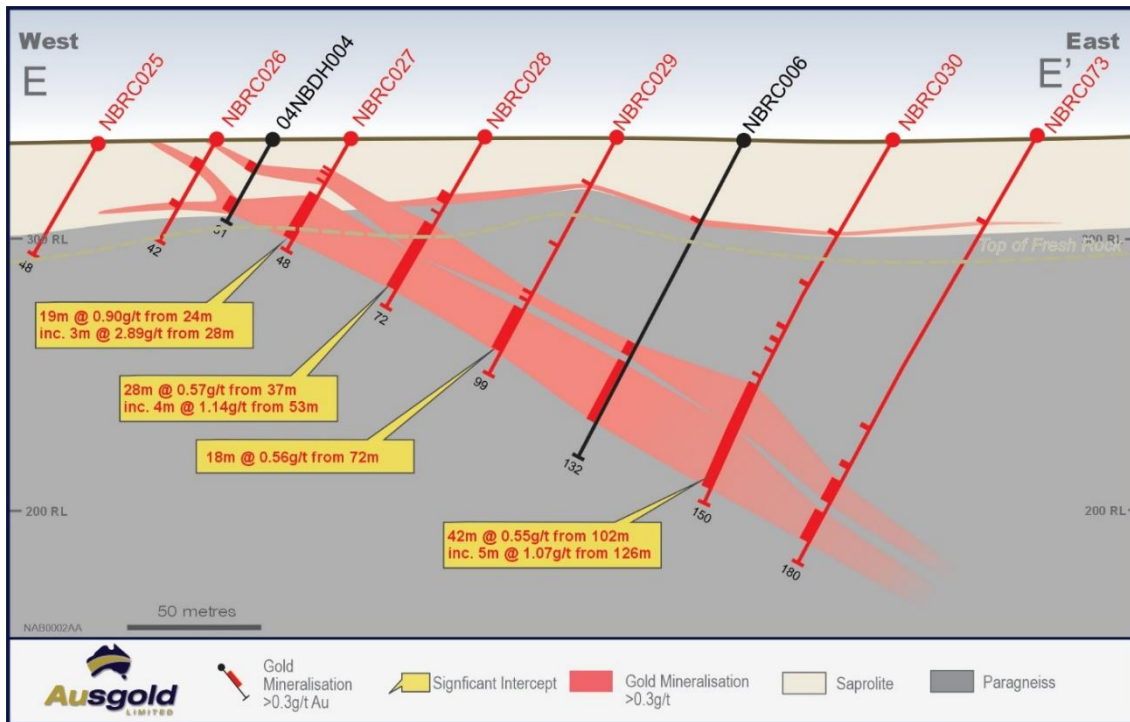 West
East
E
E'
NBRC025
NBRC026
04NBDH004
NBRC027
NBRC028
NBRC029
NBRC006
NBRC030
NBRC073
300 RL
Top of Fresh Rock
48
42
48
72
99
132
150
180
19m @ 0.90g/t from 24m
inc. 3m @ 2.89g/t from 28m
28m @ 0.57g/t from 37m
inc. 4m @ 1.14g/t from 53m
18m @ 0.56g/t from 72m
42m @ 0.55g/t from 102m
inc. 5m @ 1.07g/t from 126m
200 RL
200 RL
50 metres
NAB0002AA
Ausgold
LIMITED
Gold
Mineralisation
>0.3g/t Au
Signficant Intercept
Gold Mineralisation
>0.3g/t
Saprolite
Paragneiss